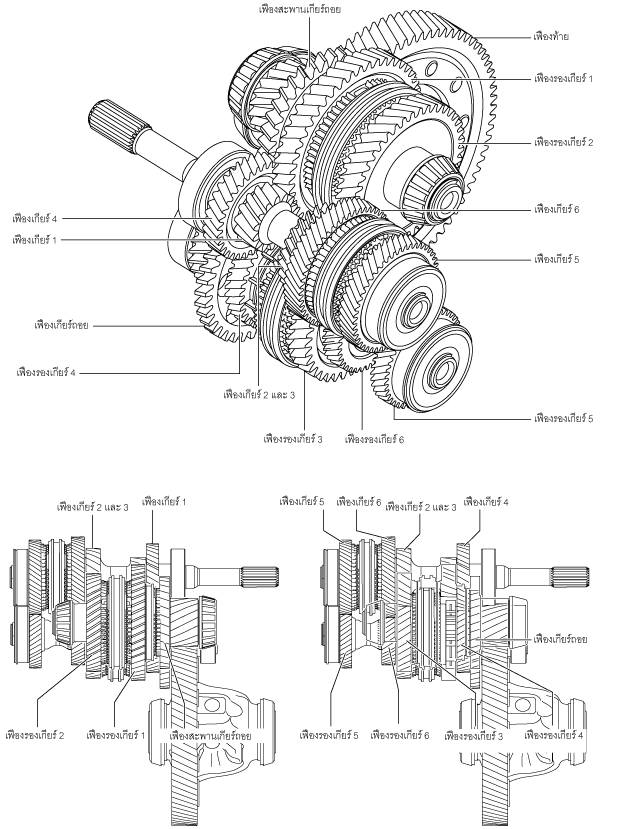 เฟืองสะพานเกียร์ถอย
เฟืองท้าย
เฟืองรองเกียร์ 1
เฟืองรองเกียร์ 2
เฟืองเกียร์ 6
เฟืองเกียร์ 4
เฟืองเกียร์ 1
เฟืองเกียร์ 5
เฟืองเกียร์ถอย
เฟืองรองเกียร์ 4
เฟืองเกียร์ 2 และ 3
เฟืองรองเกียร์ 5
เฟืองรองเกียร์ 3
เฟืองรองเกียร์ 6
เฟืองเกียร์ 2 และ 3
เฟืองเกียร์ 1
เฟืองรองเกียร์ 2
เฟืองรองเกียร์ 1
เฟืองสะพานเกียร์ถอย
เฟืองเกียร์ 5
เฟืองเกียร์ 6
เฟืองเกียร์ 2 และ 3
เฟืองเกียร์ 4
เฟืองเกียร์ถอย
เฟืองรองเกียร์ 5
เฟืองรองเกียร์ 6
เฟืองรองเกียร์ 3
เฟืองรองเกียร์ 4